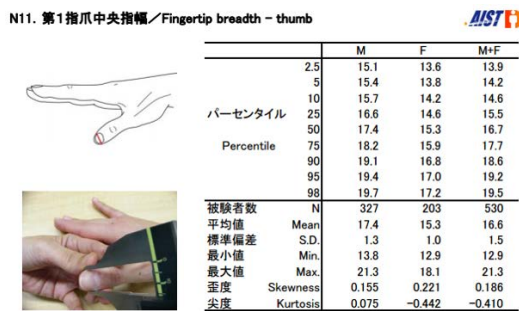 N11. 第1指爪中央指幅／Fingertip breadth - thumb
AIST
M F M+F
2.5 15.1 13.6 13.9
5 15.4 13.8 14.2
10 15.7 14.2 14.6
パーセンタイル 25 16.6 14.6 15.5
50 17.4 15.3 16.7
Percentile 75 18.2 15.9 17.7
90 19.1 16.8 18.6
95 19.4 17.0 19.2
98 19.7 17.2 19.5
被験者数 N 327 203 530
平均値 Mean 17.4 15.3 16.6
標準偏差 S.D. 1.3 1.0 1.5
最小値 Min. 13.8 12.9 12.9
最大値 Max. 21.3 18.1 21.3
歪度 Skewness 0.155 0.221 0.186
尖度 Kurtosis 0.075 -0.442 -0.410